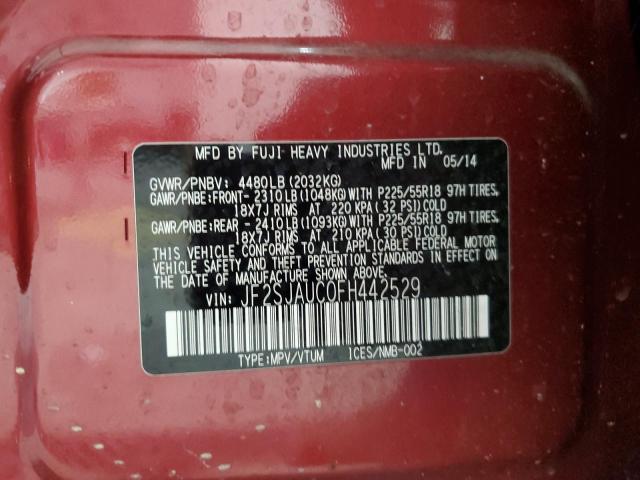 MFD BY FUJI HEAVY INDUSTRIES LTD.
MFD IN 05/14
GVWR/PNBV: 4480LB(2032KG)
GAWR/PNBE:FRONT- 2310LB(1048KG)WITH P225/55R18 97H TIRES,
18X7J RIMS AT 220 KPA(32 PSI)COLD
GAWR/PNBE:REAR - 2410LB(1093KG)WITH P225/55R18 97H TIRES,
18X7J RIMS AT 210 KPA(30 PSI)COLD
THIS VEHICLE CONFORMS TO ALL APPLICABLE FEDERAL MOTOR
VEHICLE SAFETY AND THEFT PREVENTION STANDARDS IN EFFECT ON
THE DATE OF MANUFACTURE SHOWN ABOVE.
VIN: JF2SJAUC0FH442529
TYPE:MPV/VTUM ICES/NMB-002